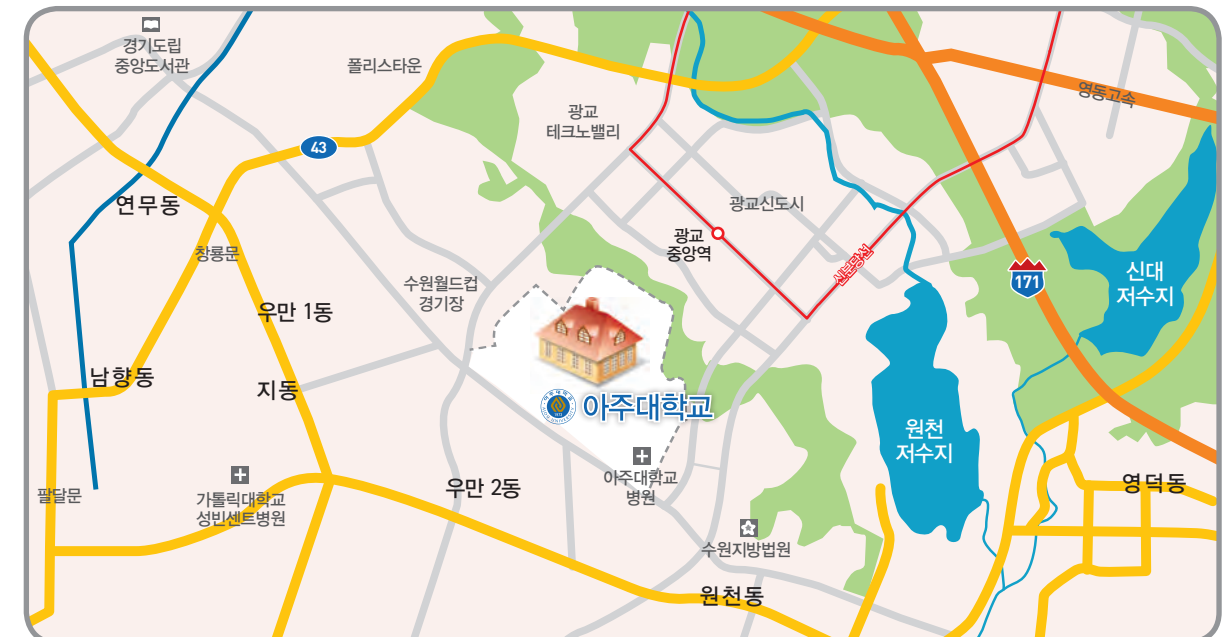 경기도립
중앙도서관
폴리스타운
광교
테크노밸리
영동고속
43
연무동
광교신도시
창룡문
광교
중앙역
신분당선
수원월드컵
경기장
171
신대
저수지
우만 1동
남향동
지동
아주대학교
원천
저수지
아주대학교
병원
우만 2동
영덕동
팔달문
가톨릭대학교
성빈센트병원
수원지방법원
원천동